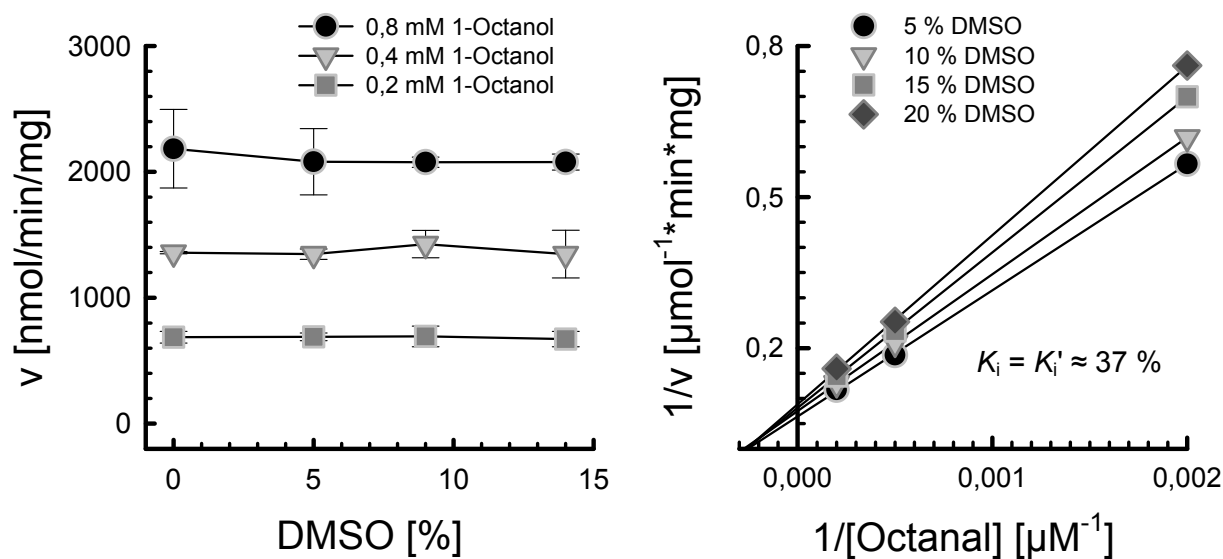 0,8 mM 1-Octanol
0,4 mM 1-Octanol
0,2 mM 1-Octanol
3000
2000
1000
0
v [nmol/min/mg]
0
5
10
15
DMSO [%]
5 % DMSO
10 % DMSO
15 % DMSO
20 % DMSO
0,8
0,5
0,2
1/v [µmol⁻¹*min*mg]
Kᵢ = Kᵢ' ≈ 37 %
0,000
0,001
0,002
1/[Octanal] [µM⁻¹]